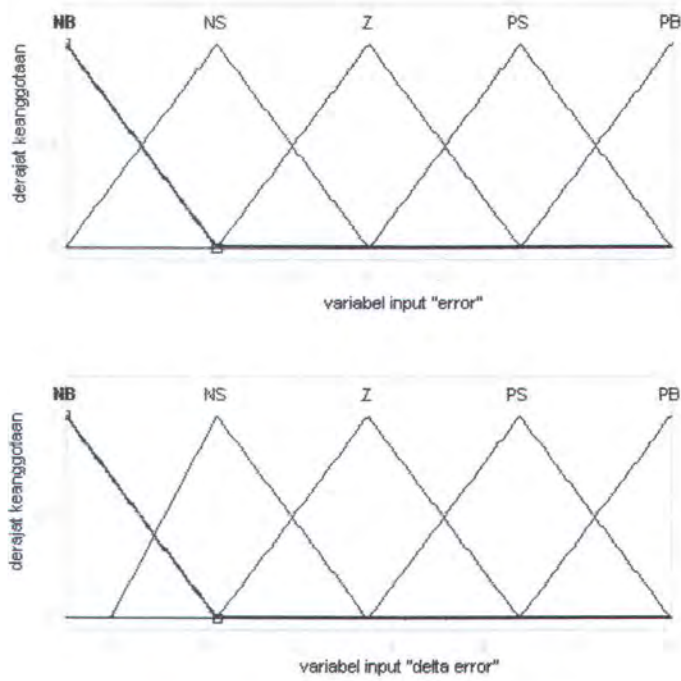 NB NS Z PS PB
derajat keanggotaan
variabel input "error"
NB NS Z PS PB
derajat keanggotaan
variabel input "delta error"